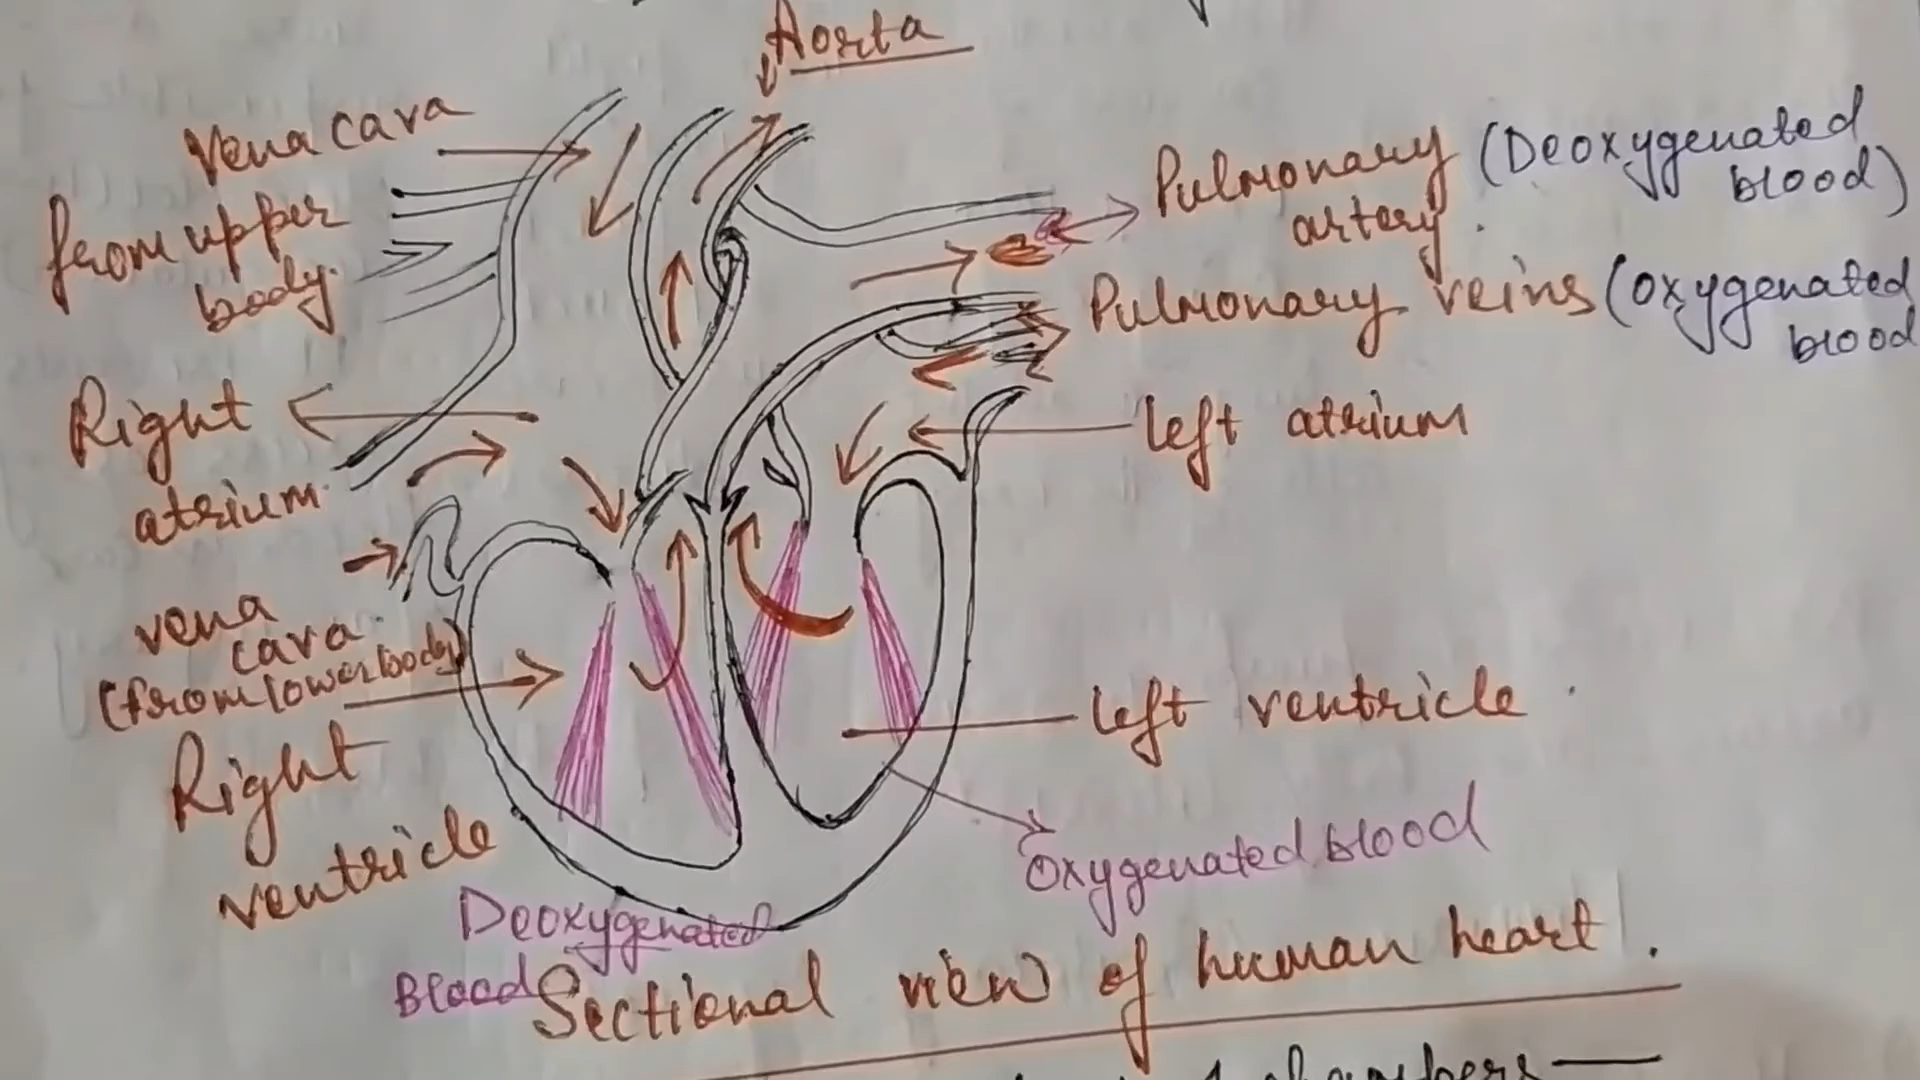 Aorta
Vena cava
from upper
body.
Pulmonary (Deoxygenated
artery. blood)
Pulmonary veins (Oxygenated
blood
Right
atrium.
left atrium
vena
cava.
(from lower body)
left ventricle.
Right
ventricle
Oxygenated blood
Deoxygenated
Blood
Sectional view of human heart.
chambers—